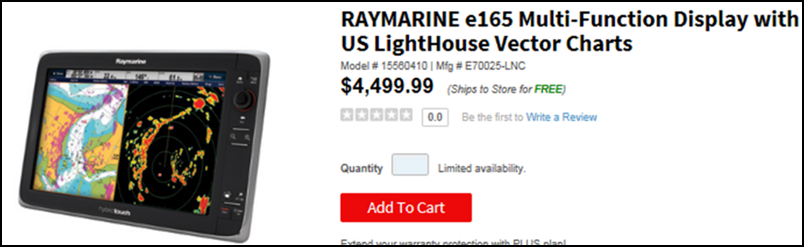 RAYMARINE e165 Multi-Function Display with
US LightHouse Vector Charts
Model # 15560410 | Mfg # E70025-LNC
$4,499.99 (Ships to Store for FREE)
0.0 Be the first to Write a Review
Quantity Limited availability.
Add To Cart
Extend your warranty protection with PLUS plan!
Raymarine
hybridtouch